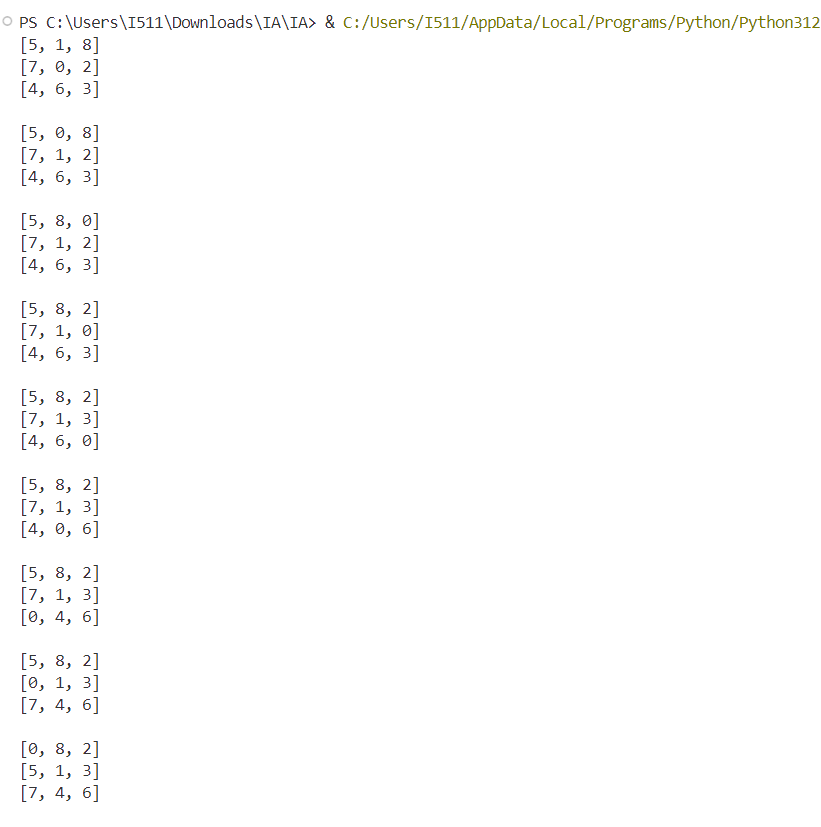 PS C:\Users\I511\Downloads\IA\IA> & C:/Users/I511/AppData/Local/Programs/Python/Python312
[5, 1, 8]
[7, 0, 2]
[4, 6, 3]

[5, 0, 8]
[7, 1, 2]
[4, 6, 3]

[5, 8, 0]
[7, 1, 2]
[4, 6, 3]

[5, 8, 2]
[7, 1, 0]
[4, 6, 3]

[5, 8, 2]
[7, 1, 3]
[4, 6, 0]

[5, 8, 2]
[7, 1, 3]
[4, 0, 6]

[5, 8, 2]
[7, 1, 3]
[0, 4, 6]

[5, 8, 2]
[0, 1, 3]
[7, 4, 6]

[0, 8, 2]
[5, 1, 3]
[7, 4, 6]